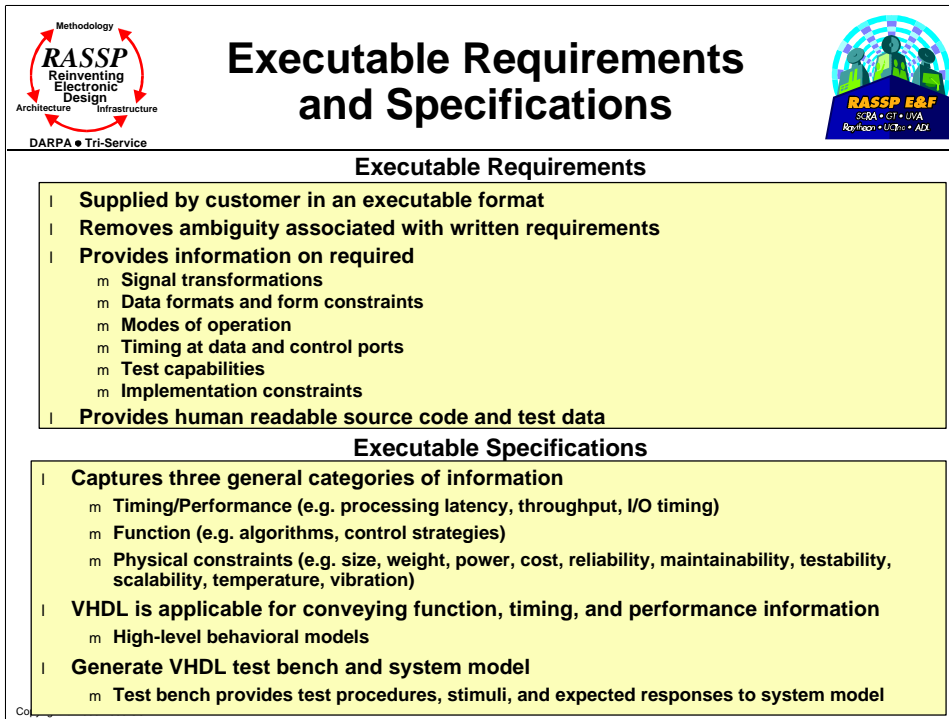 Methodology
RASSP
Reinventing
Electronic
Design
Architecture Infrastructure
DARPA ● Tri-Service
Executable Requirements
and Specifications
RASSP E&F
SCRA • GT • UVA
Raytheon • UCinc • ADL
Executable Requirements
l Supplied by customer in an executable format
l Removes ambiguity associated with written requirements
l Provides information on required
m Signal transformations
m Data formats and form constraints
m Modes of operation
m Timing at data and control ports
m Test capabilities
m Implementation constraints
l Provides human readable source code and test data
Executable Specifications
l Captures three general categories of information
m Timing/Performance (e.g. processing latency, throughput, I/O timing)
m Function (e.g. algorithms, control strategies)
m Physical constraints (e.g. size, weight, power, cost, reliability, maintainability, testability,
scalability, temperature, vibration)
l VHDL is applicable for conveying function, timing, and performance information
m High-level behavioral models
l Generate VHDL test bench and system model
m Test bench provides test procedures, stimuli, and expected responses to system model